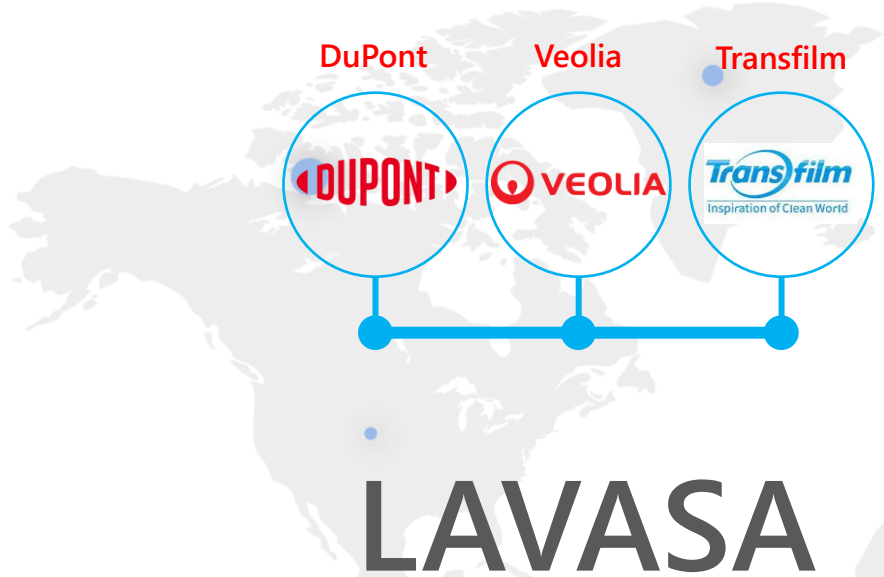 DuPont Veolia Transfilm
DUPONT VEOLIA Transfilm
Inspiration of Clean World
LAVASA